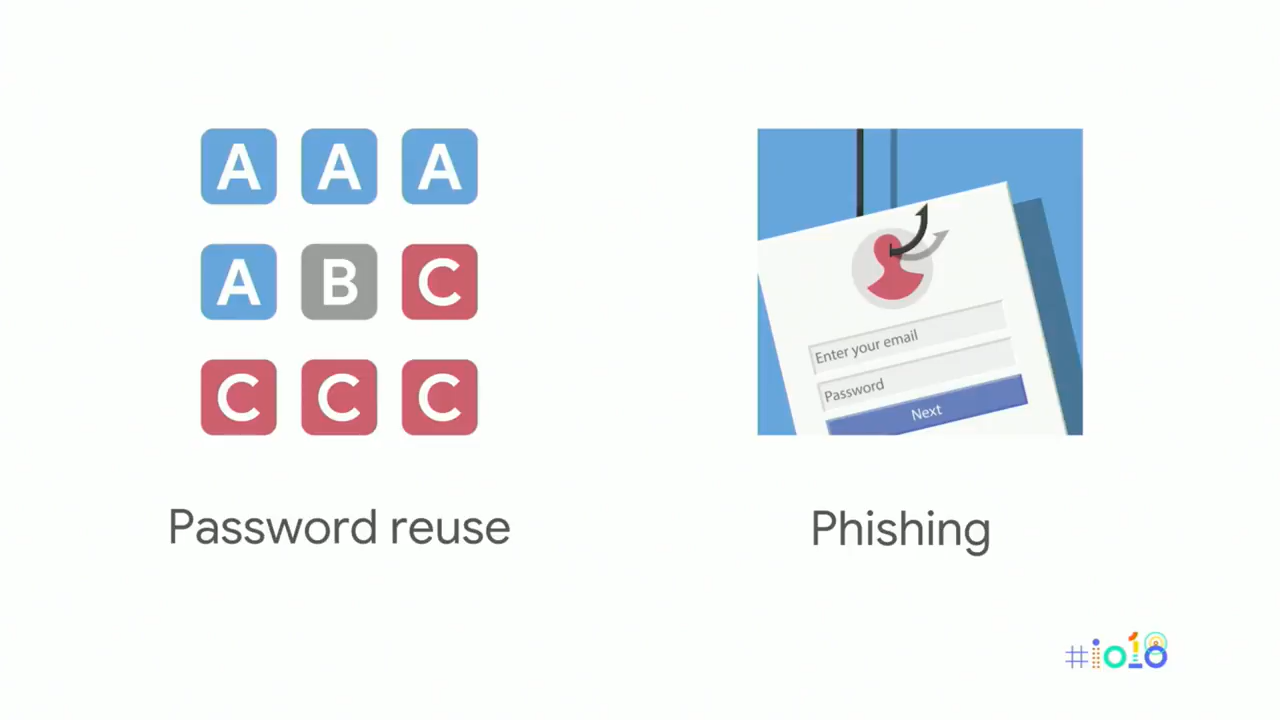 A A A
A B C
C C C
Enter your email
Password
Next
Password reuse
Phishing
#io18